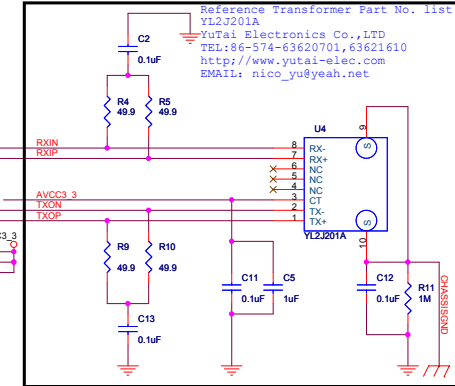 Reference Transformer Part No. list
YL2J201A
YuTai Electronics Co.,LTD
TEL:86-574-63620701,63621610
http;//www.yutai-elec.com
EMAIL: nico_yu@yeah.net
C2
0.1uF
R4
49.9
R5
49.9
U4
9
S
RXIN
8
RX-
RXIP
7
RX+
6
NC
5
NC
4
NC
AVCC3_3
3
CT
TXON
2
TX-
TXOP
1
TX+
S
YL2J201A
10
C3_3
R9
49.9
R10
49.9
C11
0.1uF
C5
1uF
C12
0.1uF
R11
1M
CHASSISGND
C13
0.1uF